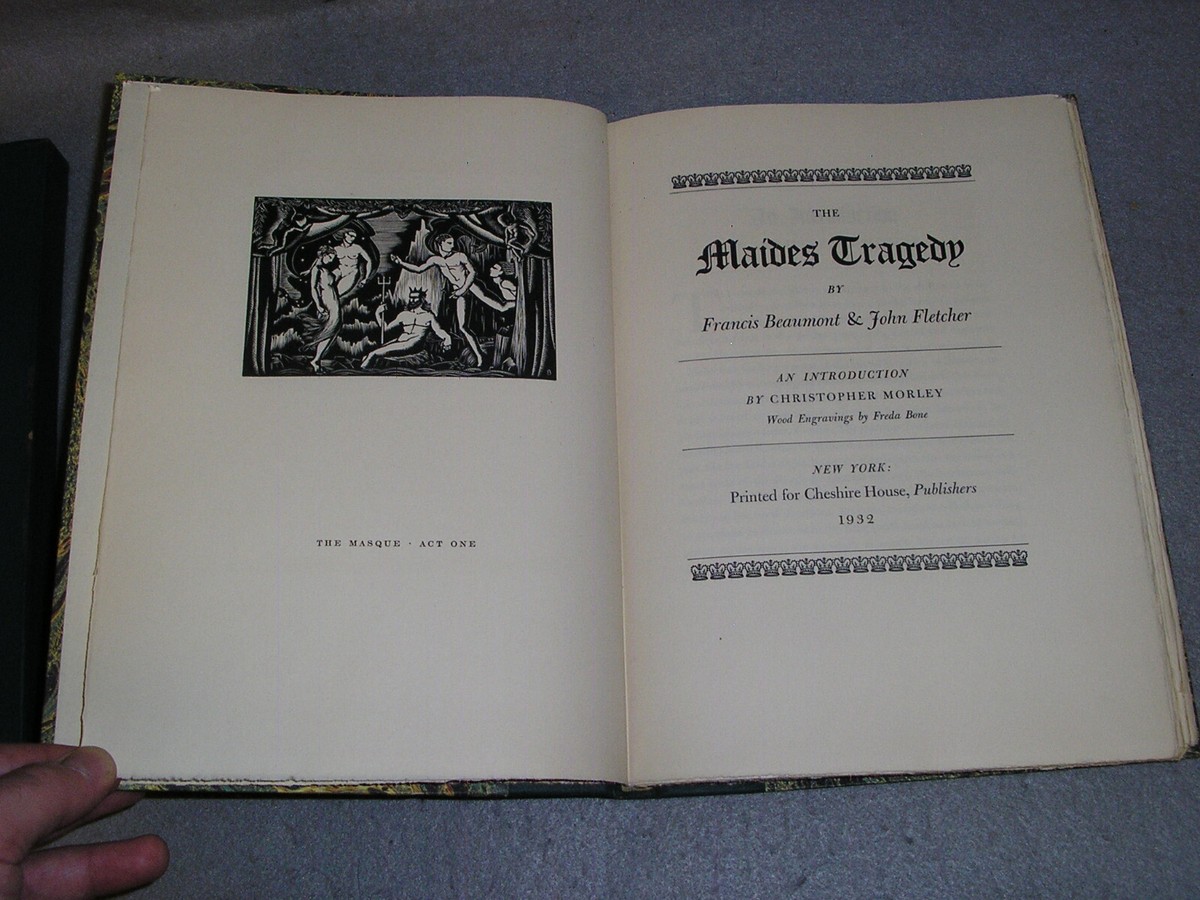 THE MASQUE · ACT ONE
THE
Maides Tragedy
BY
Francis Beaumont & John Fletcher
AN INTRODUCTION
BY CHRISTOPHER MORLEY
Wood Engravings by Freda Bone
NEW YORK:
Printed for Cheshire House, Publishers
1932